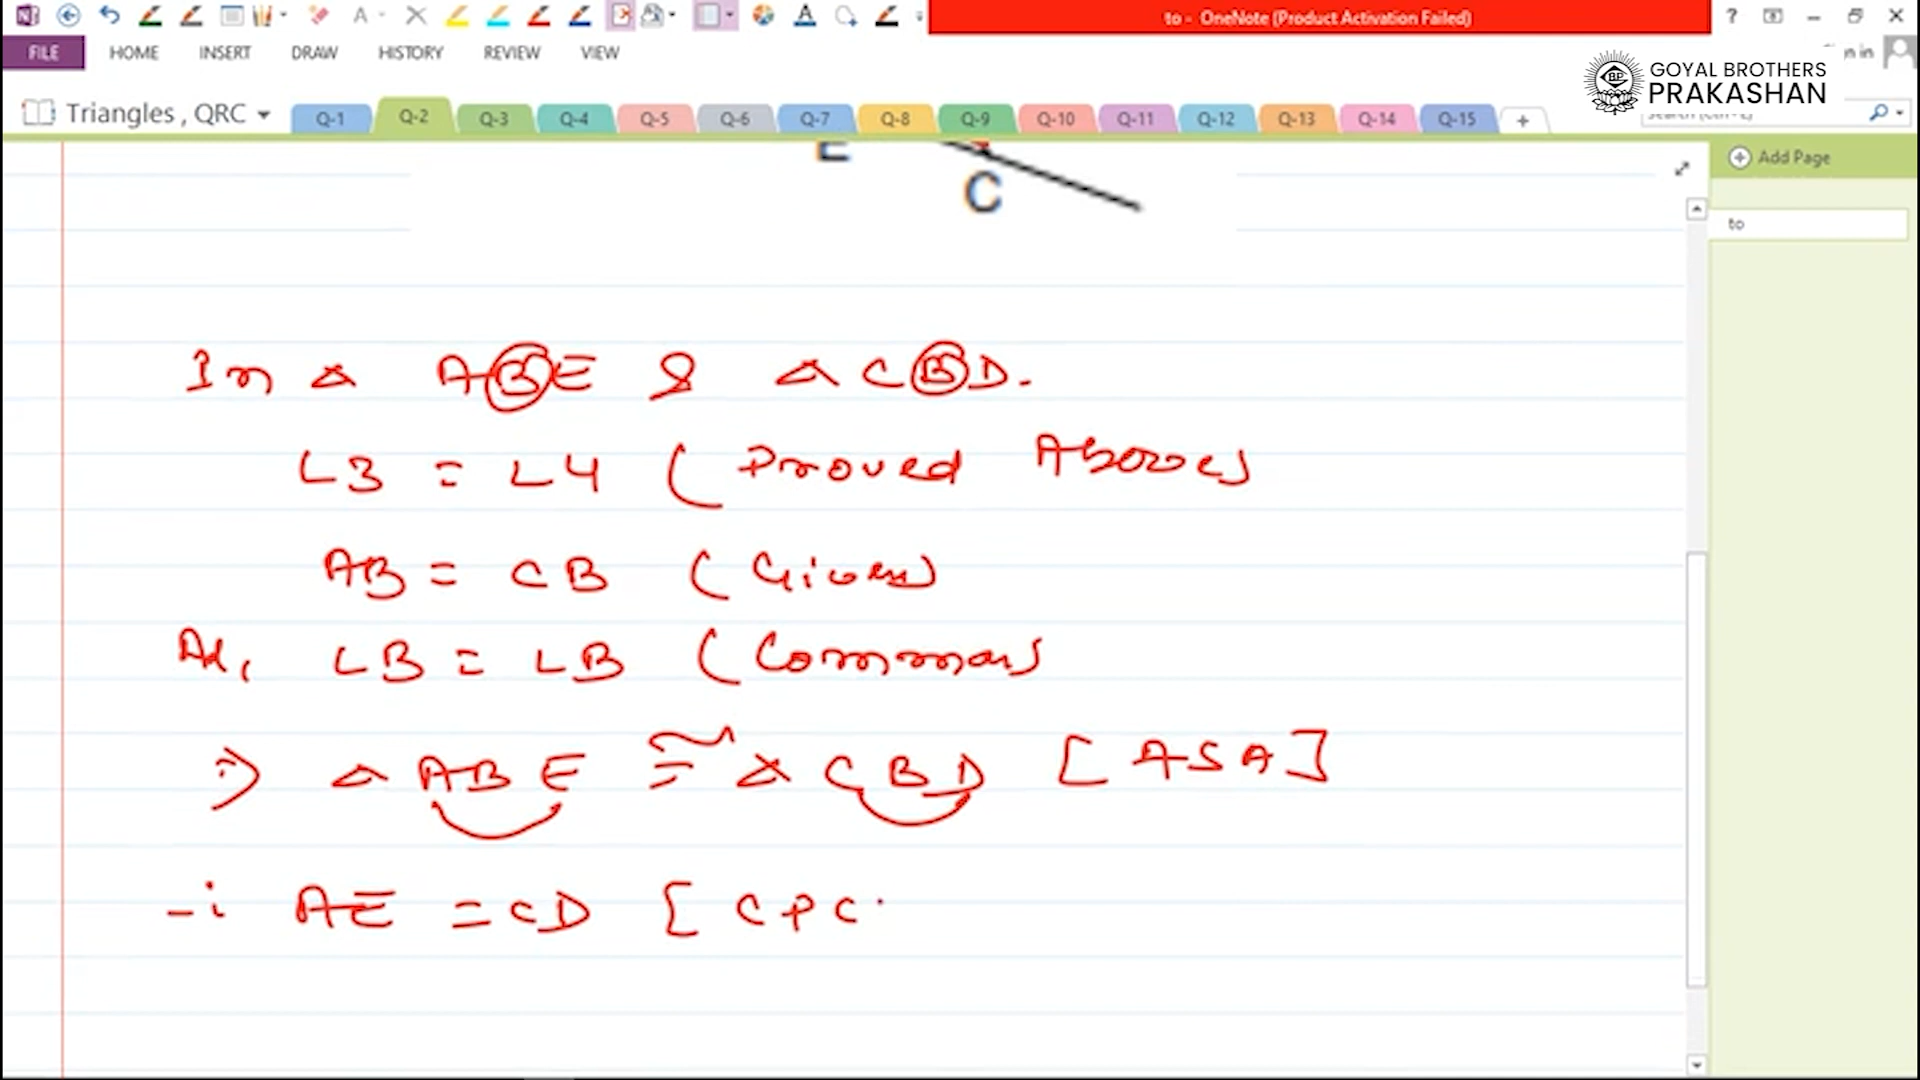 to - OneNote (Product Activation Failed)
FILE HOME INSERT DRAW HISTORY REVIEW VIEW
GOYAL BROTHERS
PRAKASHAN
Triangles , QRC Q-1 Q-2 Q-3 Q-4 Q-5 Q-6 Q-7 Q-8 Q-9 Q-10 Q-11 Q-12 Q-13 Q-14 Q-15 +
Add Page
to
E
C
In △ ABE & △ CBD.
∠3 = ∠4 (Proved Above)
AB = CB (Given)
∠B = ∠B (Common)
⇒ △ ABE ≅ △ CBD [ASA]
∴ AE = CD [CPC